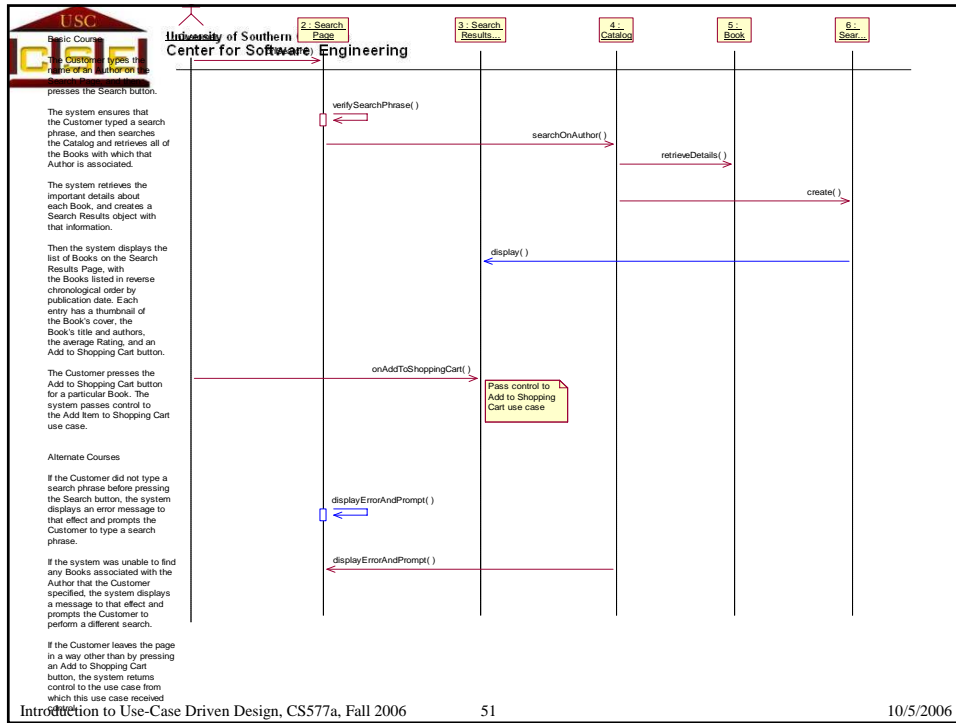 USC
CSE
University of Southern
Center for Software Engineering
2 : Search
Page
3 : Search
Results...
4 :
Catalog
5 :
Book
6 :
Sear...
Basic Course
The Customer types the
name of an Author on the
Search Page, and then
presses the Search button.
The system ensures that
the Customer typed a search
phrase, and then searches
the Catalog and retrieves all of
the Books with which that
Author is associated.
The system retrieves the
important details about
each Book, and creates a
Search Results object with
that information.
Then the system displays the
list of Books on the Search
Results Page, with
the Books listed in reverse
chronological order by
publication date. Each
entry has a thumbnail of
the Book's cover, the
Book's title and authors,
the average Rating, and an
Add to Shopping Cart button.
The Customer presses the
Add to Shopping Cart button
for a particular Book. The
system passes control to
the Add Item to Shopping Cart
use case.
Alternate Courses
If the Customer did not type a
search phrase before pressing
the Search button, the system
displays an error message to
that effect and prompts the
Customer to type a search
phrase.
If the system was unable to find
any Books associated with the
Author that the Customer
specified, the system displays
a message to that effect and
prompts the Customer to
perform a different search.
If the Customer leaves the page
in a way other than by pressing
an Add to Shopping Cart
button, the system returns
control to the use case from
which this use case received
control.
verifySearchPhrase( )
searchOnAuthor( )
retrieveDetails( )
create( )
display( )
onAddToShoppingCart( )
Pass control to
Add to Shopping
Cart use case
displayErrorAndPrompt( )
displayErrorAndPrompt( )
Introduction to Use-Case Driven Design, CS577a, Fall 2006
51
10/5/2006